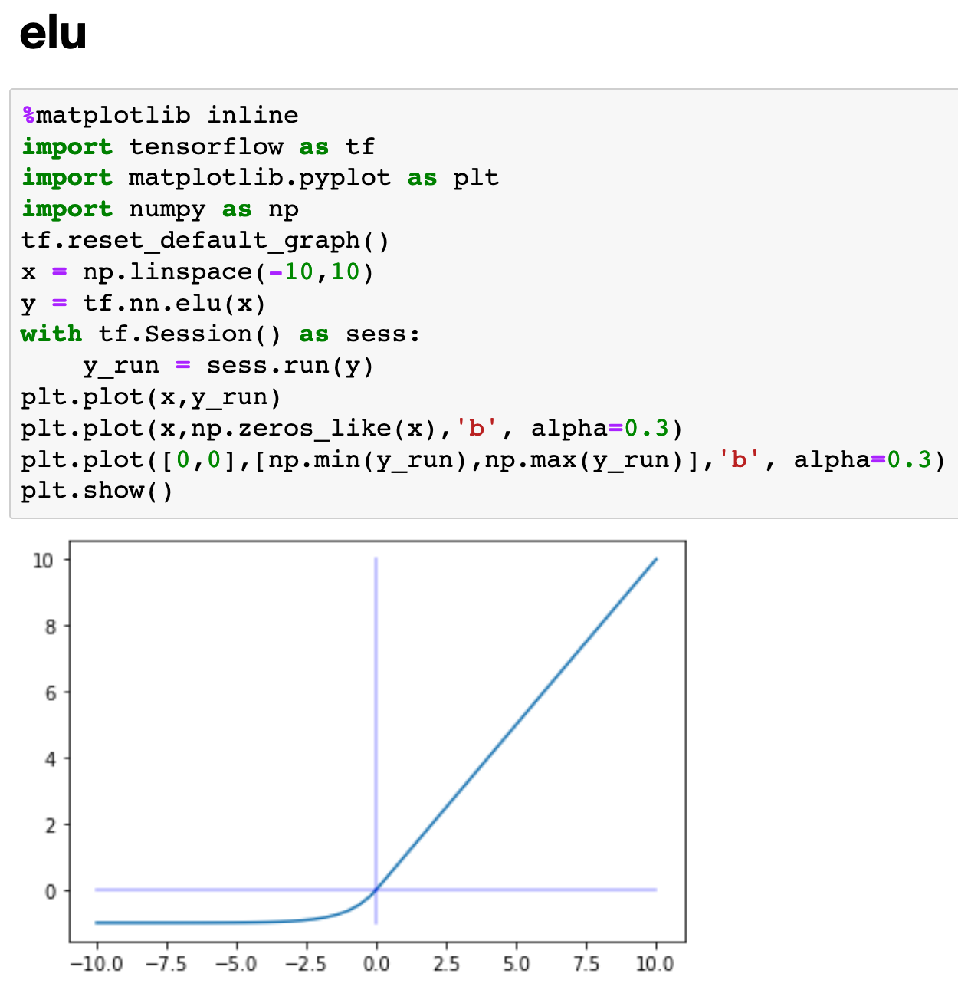 elu
%matplotlib inline
import tensorflow as tf
import matplotlib.pyplot as plt
import numpy as np
tf.reset_default_graph()
x = np.linspace(-10,10)
y = tf.nn.elu(x)
with tf.Session() as sess:
    y_run = sess.run(y)
plt.plot(x,y_run)
plt.plot(x,np.zeros_like(x),'b', alpha=0.3)
plt.plot([0,0],[np.min(y_run),np.max(y_run)],'b', alpha=0.3)
plt.show()
10
8
6
4
2
0
−10.0 −7.5 −5.0 −2.5 0.0 2.5 5.0 7.5 10.0